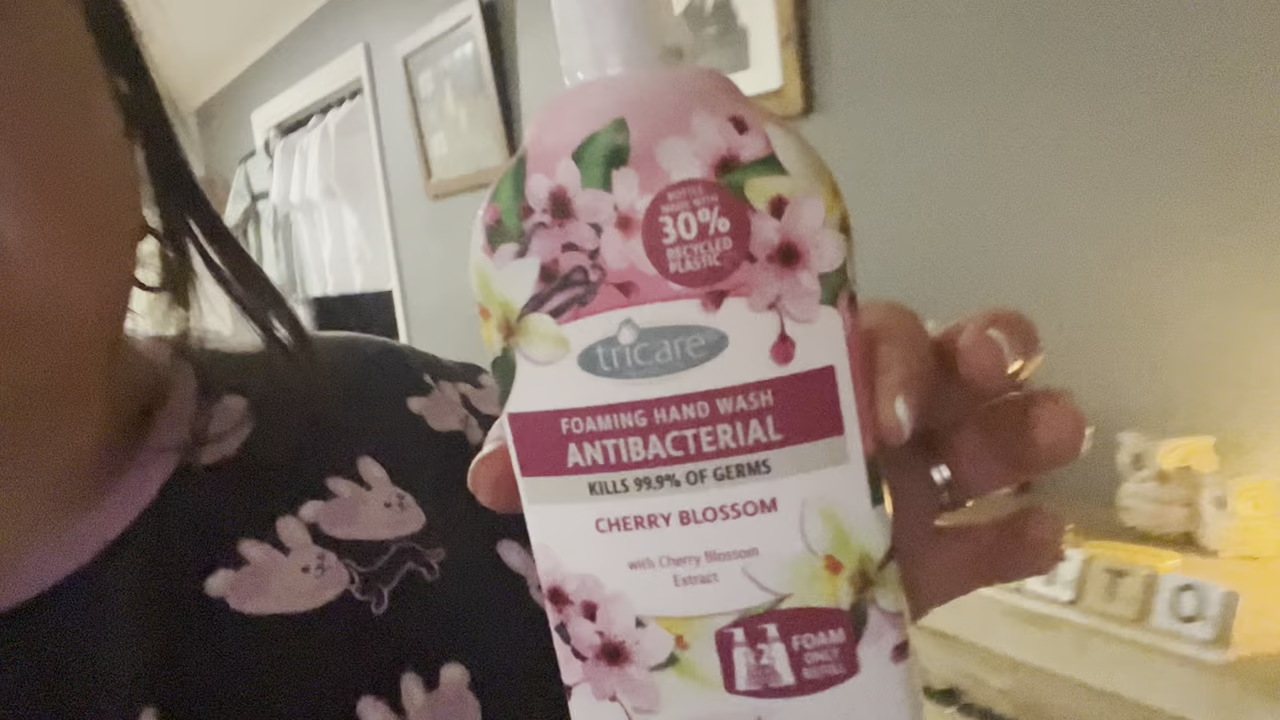 BOTTLE
MADE WITH
30%
RECYCLED
PLASTIC
tricare
FOAMING HAND WASH
ANTIBACTERIAL
KILLS 99.9% OF GERMS
CHERRY BLOSSOM
with Cherry Blossom
Extract
FOAM
ONLY
REFILL
T O